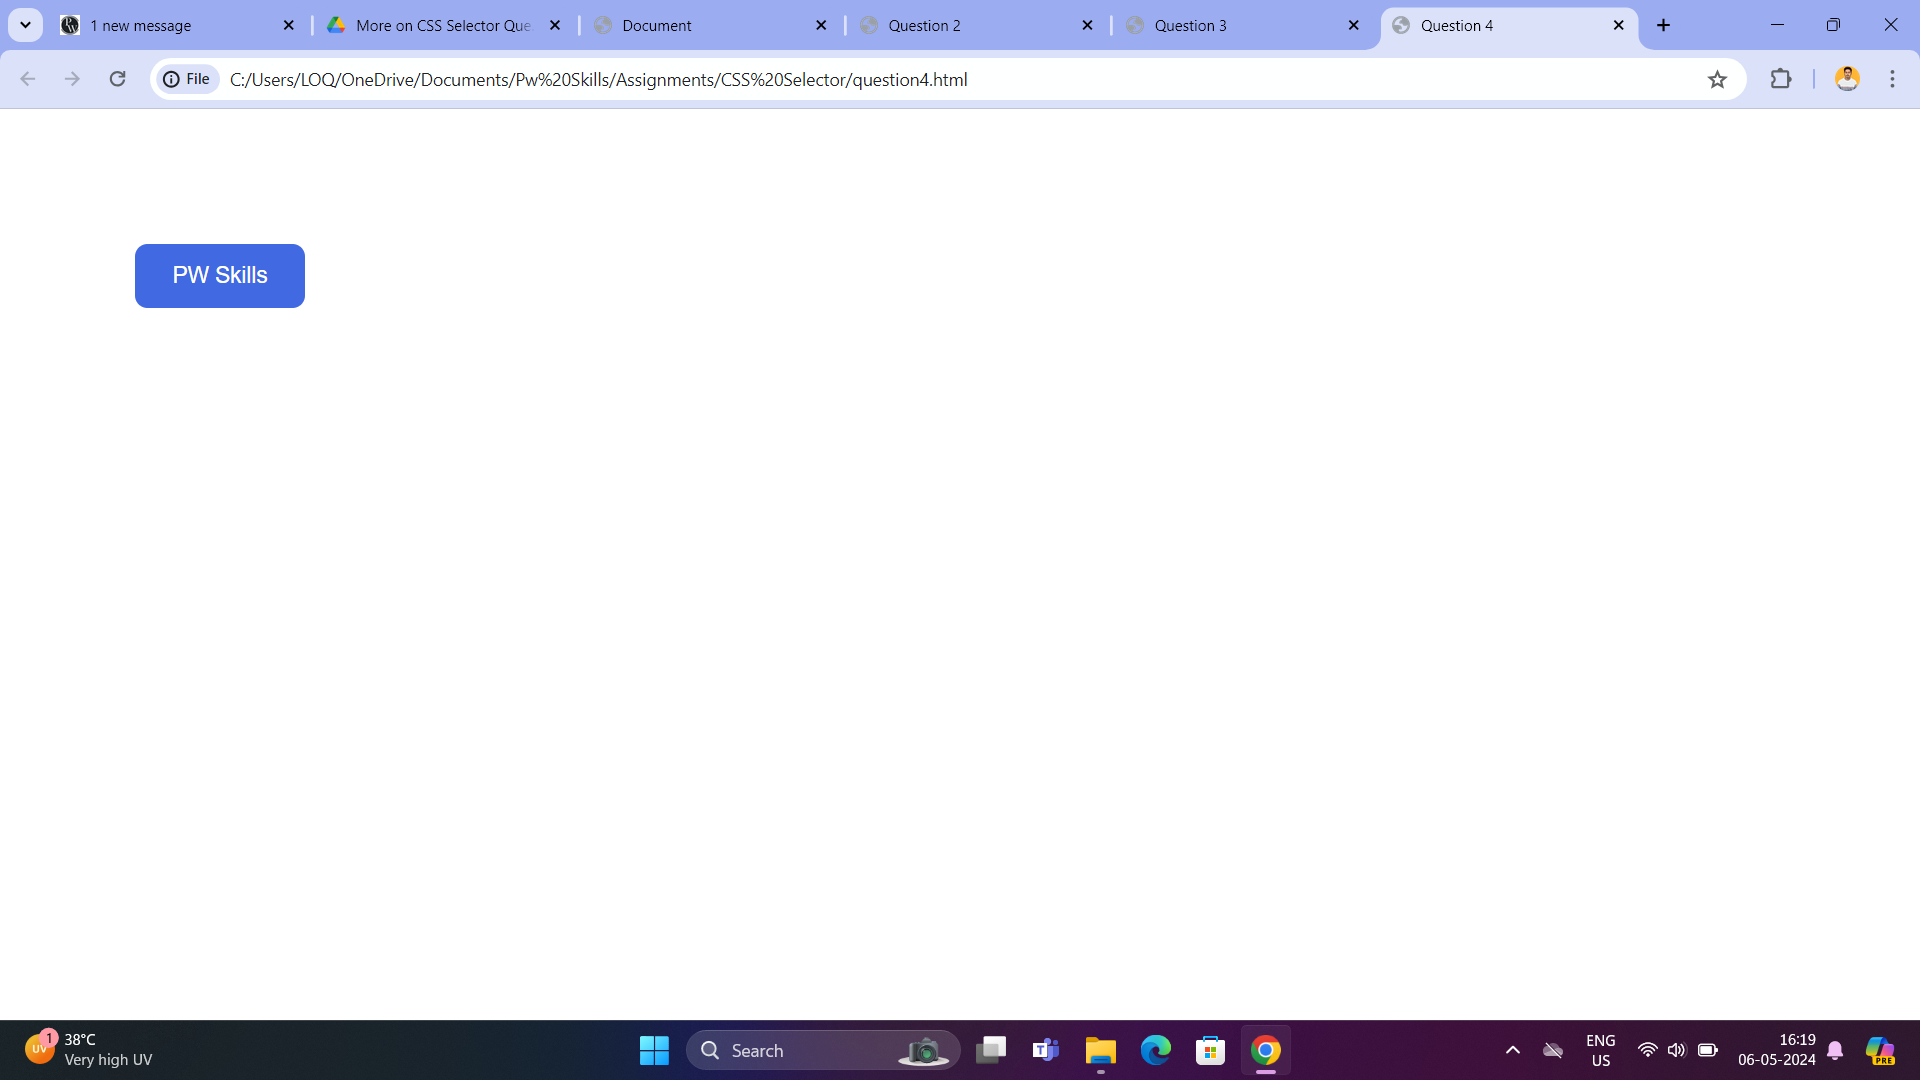 1 new message
More on CSS Selector Que
Document
Question 2
Question 3
Question 4
File
C:/Users/LOQ/OneDrive/Documents/Pw%20Skills/Assignments/CSS%20Selector/question4.html
PW Skills
UV
1
38°C
Very high UV
Search
ENG
US
16:19
06-05-2024
PRE